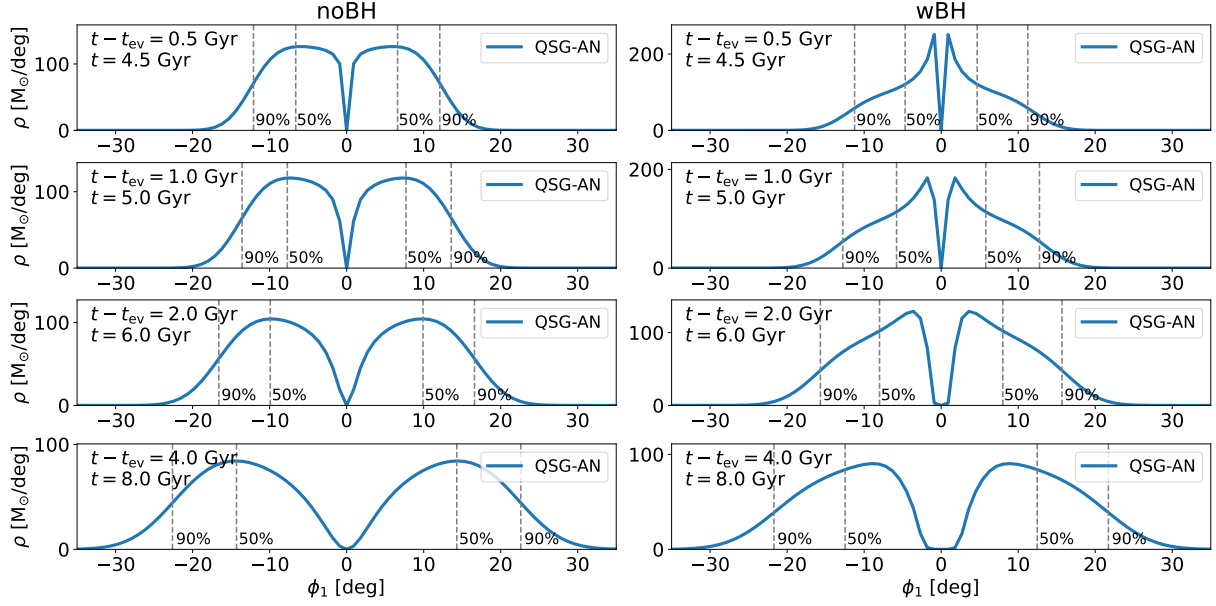 noBH
t − t_ev = 0.5 Gyr
t = 4.5 Gyr
QSG-AN
ρ [M⊙/deg]
100
0
90% 50% 50% 90%
−30 −20 −10 0 10 20 30
t − t_ev = 1.0 Gyr
t = 5.0 Gyr
QSG-AN
ρ [M⊙/deg]
100
0
90% 50% 50% 90%
−30 −20 −10 0 10 20 30
t − t_ev = 2.0 Gyr
t = 6.0 Gyr
QSG-AN
ρ [M⊙/deg]
100
0
90% 50% 50% 90%
−30 −20 −10 0 10 20 30
t − t_ev = 4.0 Gyr
t = 8.0 Gyr
QSG-AN
ρ [M⊙/deg]
100
0
90% 50% 50% 90%
−30 −20 −10 0 10 20 30
ϕ₁ [deg]
wBH
t − t_ev = 0.5 Gyr
t = 4.5 Gyr
QSG-AN
200
0
90% 50% 50% 90%
−30 −20 −10 0 10 20 30
t − t_ev = 1.0 Gyr
t = 5.0 Gyr
QSG-AN
200
100
0
90% 50% 50% 90%
−30 −20 −10 0 10 20 30
t − t_ev = 2.0 Gyr
t = 6.0 Gyr
QSG-AN
100
0
90% 50% 50% 90%
−30 −20 −10 0 10 20 30
t − t_ev = 4.0 Gyr
t = 8.0 Gyr
QSG-AN
100
0
90% 50% 50% 90%
−30 −20 −10 0 10 20 30
ϕ₁ [deg]